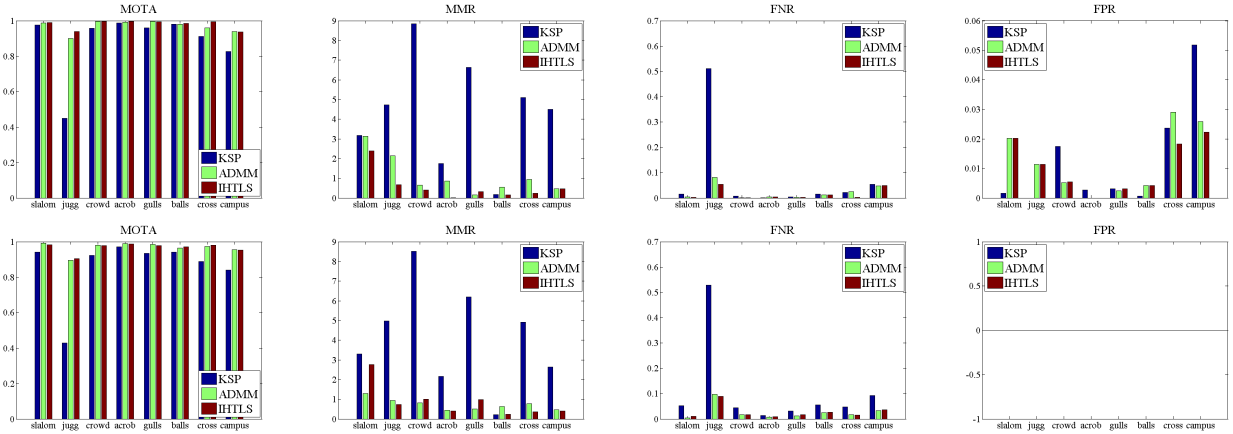 MOTA
1
0.8
0.6
0.4
0.2
0
KSP
ADMM
IHTLS
slalom jugg crowd acrob gulls balls cross campus
MMR
9
8
7
6
5
4
3
2
1
0
KSP
ADMM
IHTLS
slalom jugg crowd acrob gulls balls cross campus
FNR
0.7
0.6
0.5
0.4
0.3
0.2
0.1
0
KSP
ADMM
IHTLS
slalom jugg crowd acrob gulls balls cross campus
FPR
0.06
0.05
0.04
0.03
0.02
0.01
0
KSP
ADMM
IHTLS
slalom jugg crowd acrob gulls balls cross campus
MOTA
1
0.8
0.6
0.4
0.2
0
KSP
ADMM
IHTLS
slalom jugg crowd acrob gulls balls cross campus
MMR
9
8
7
6
5
4
3
2
1
0
KSP
ADMM
IHTLS
slalom jugg crowd acrob gulls balls cross campus
FNR
0.7
0.6
0.5
0.4
0.3
0.2
0.1
0
KSP
ADMM
IHTLS
slalom jugg crowd acrob gulls balls cross campus
FPR
1
0.5
0
-0.5
-1
KSP
ADMM
IHTLS
slalom jugg crowd acrob gulls balls cross campus